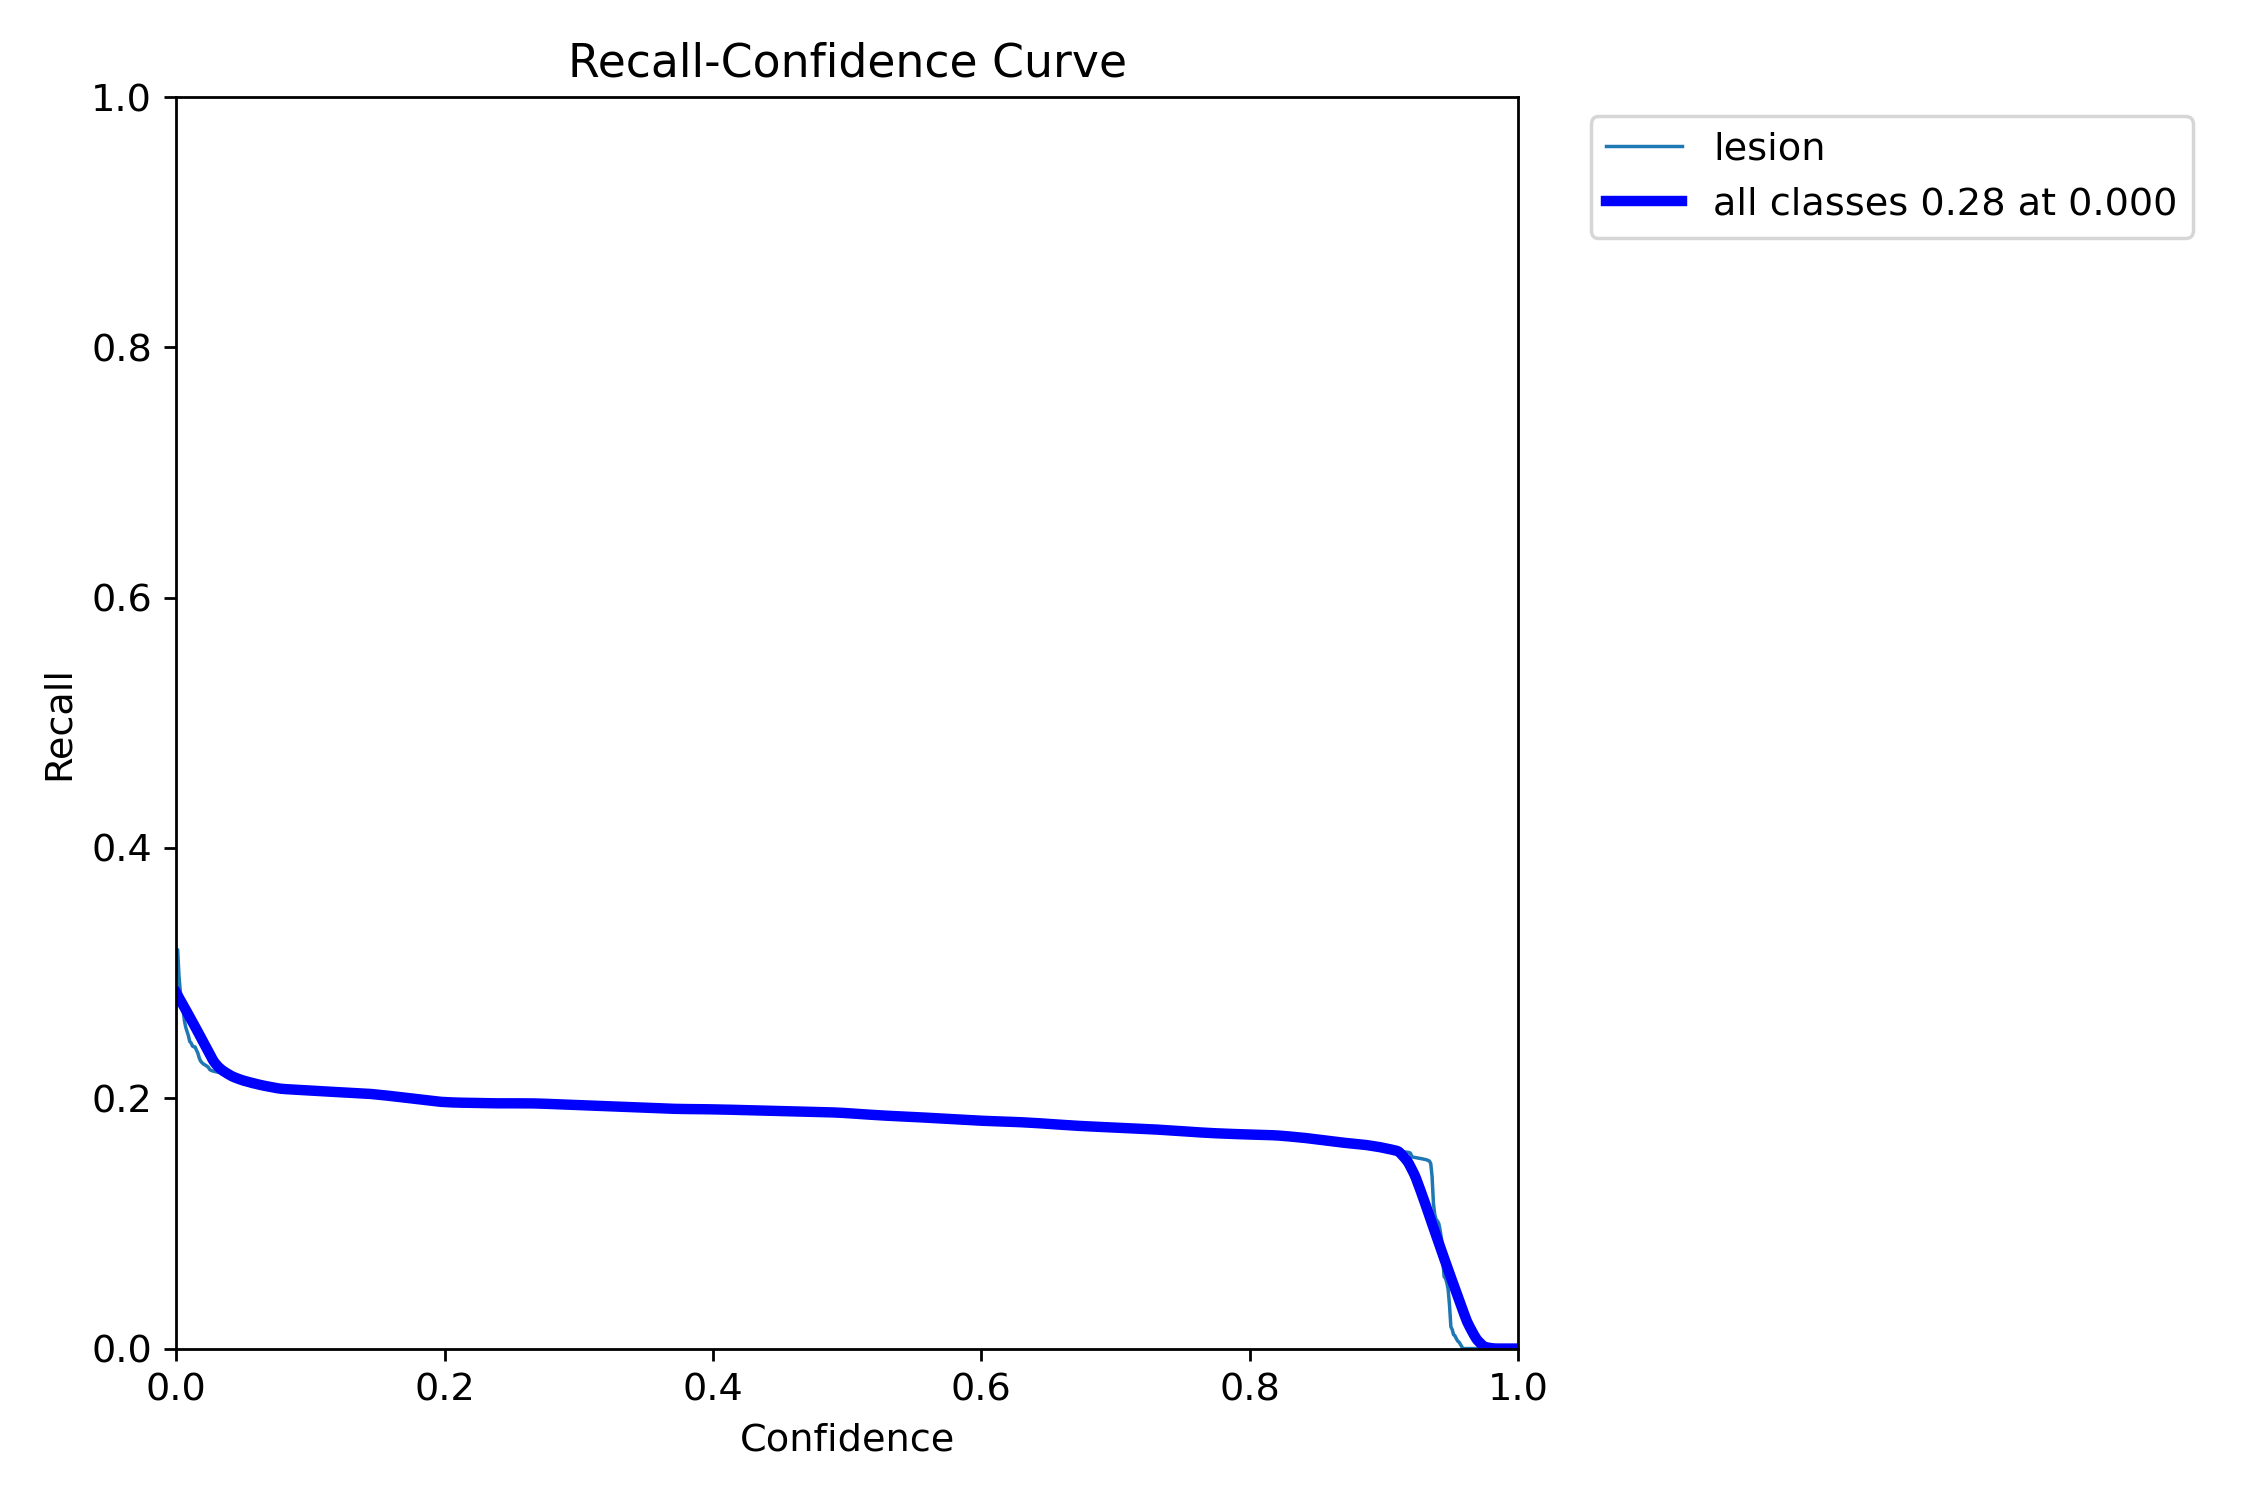 Recall-Confidence Curve
1.0
0.8
0.6
0.4
0.2
0.0
Recall
0.0 0.2 0.4 0.6 0.8 1.0
Confidence
lesion
all classes 0.28 at 0.000